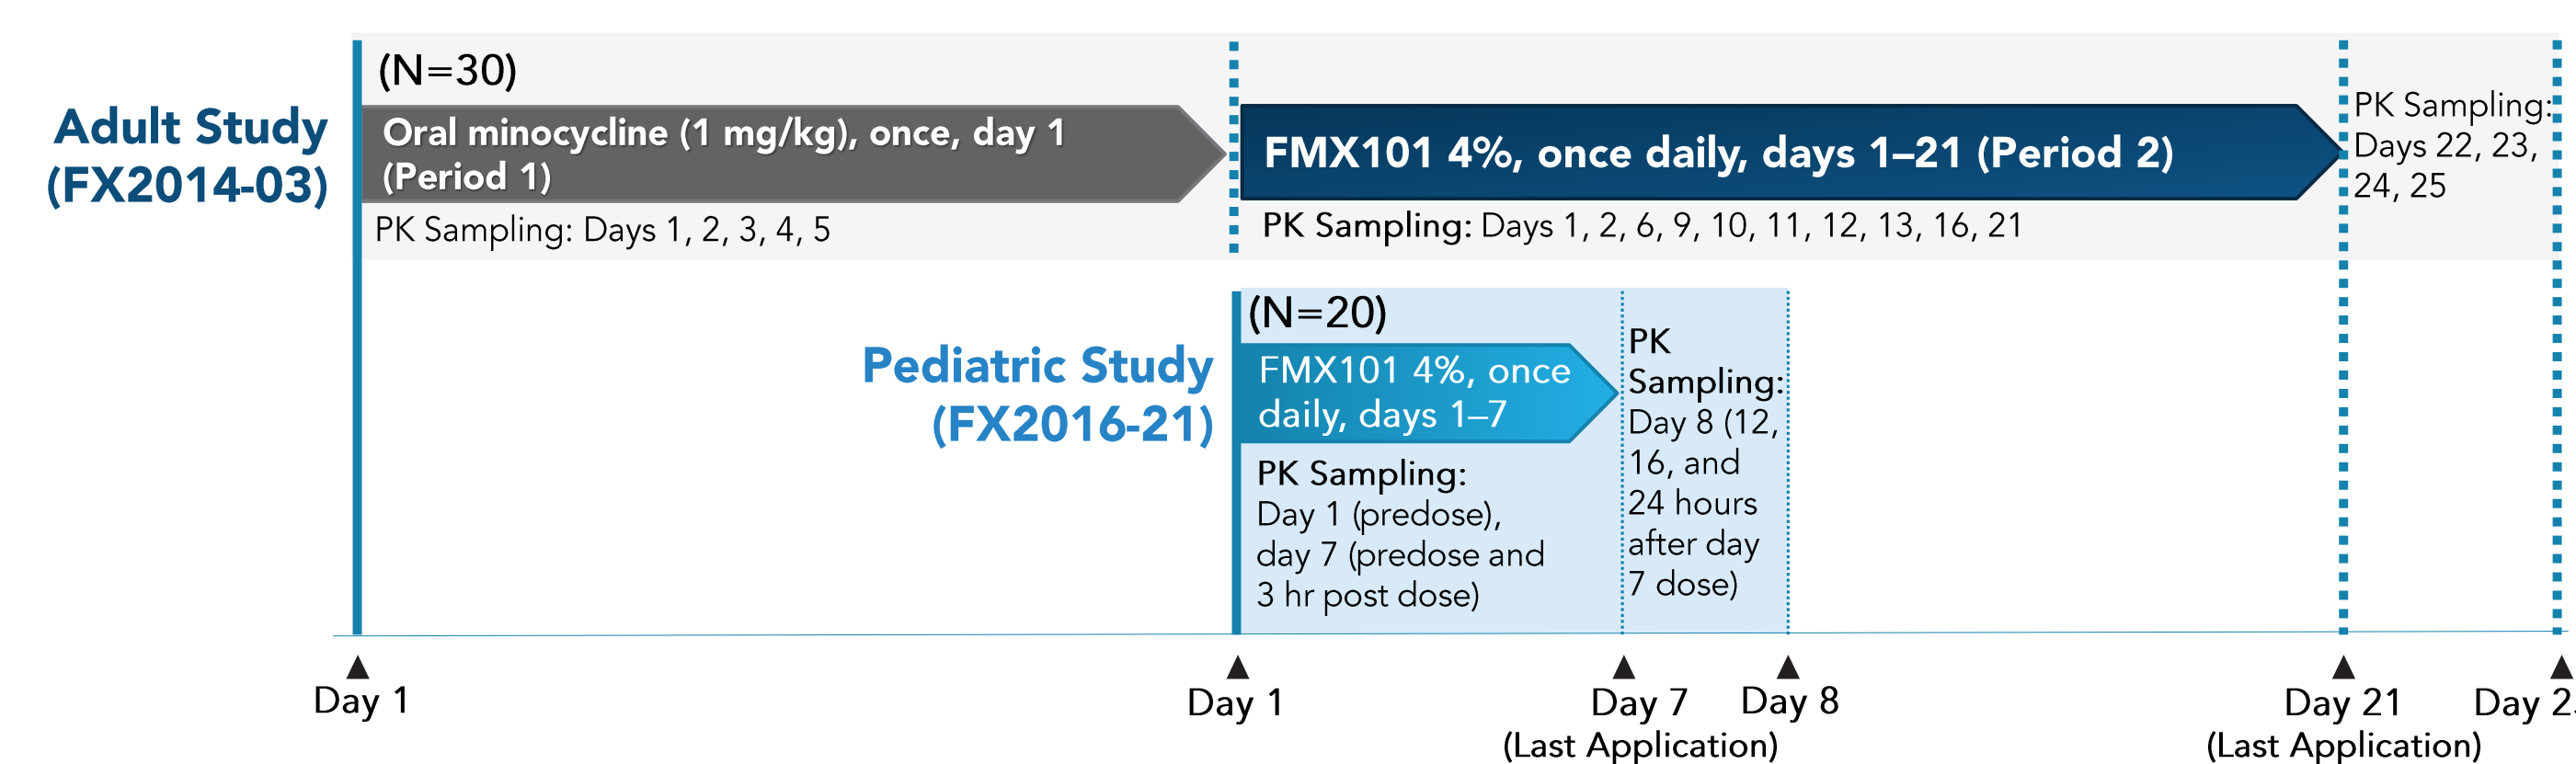 (N=30)
Adult Study
(FX2014-03)
Oral minocycline (1 mg/kg), once, day 1
(Period 1)
PK Sampling: Days 1, 2, 3, 4, 5
FMX101 4%, once daily, days 1–21 (Period 2)
PK Sampling: Days 1, 2, 6, 9, 10, 11, 12, 13, 16, 21
PK Sampling:
Days 22, 23,
24, 25
Pediatric Study
(FX2016-21)
(N=20)
FMX101 4%, once
daily, days 1–7
PK Sampling:
Day 1 (predose),
day 7 (predose and
3 hr post dose)
PK
Sampling:
Day 8 (12,
16, and
24 hours
after day
7 dose)
Day 1
Day 1
Day 7
(Last Application)
Day 8
Day 21
(Last Application)
Day